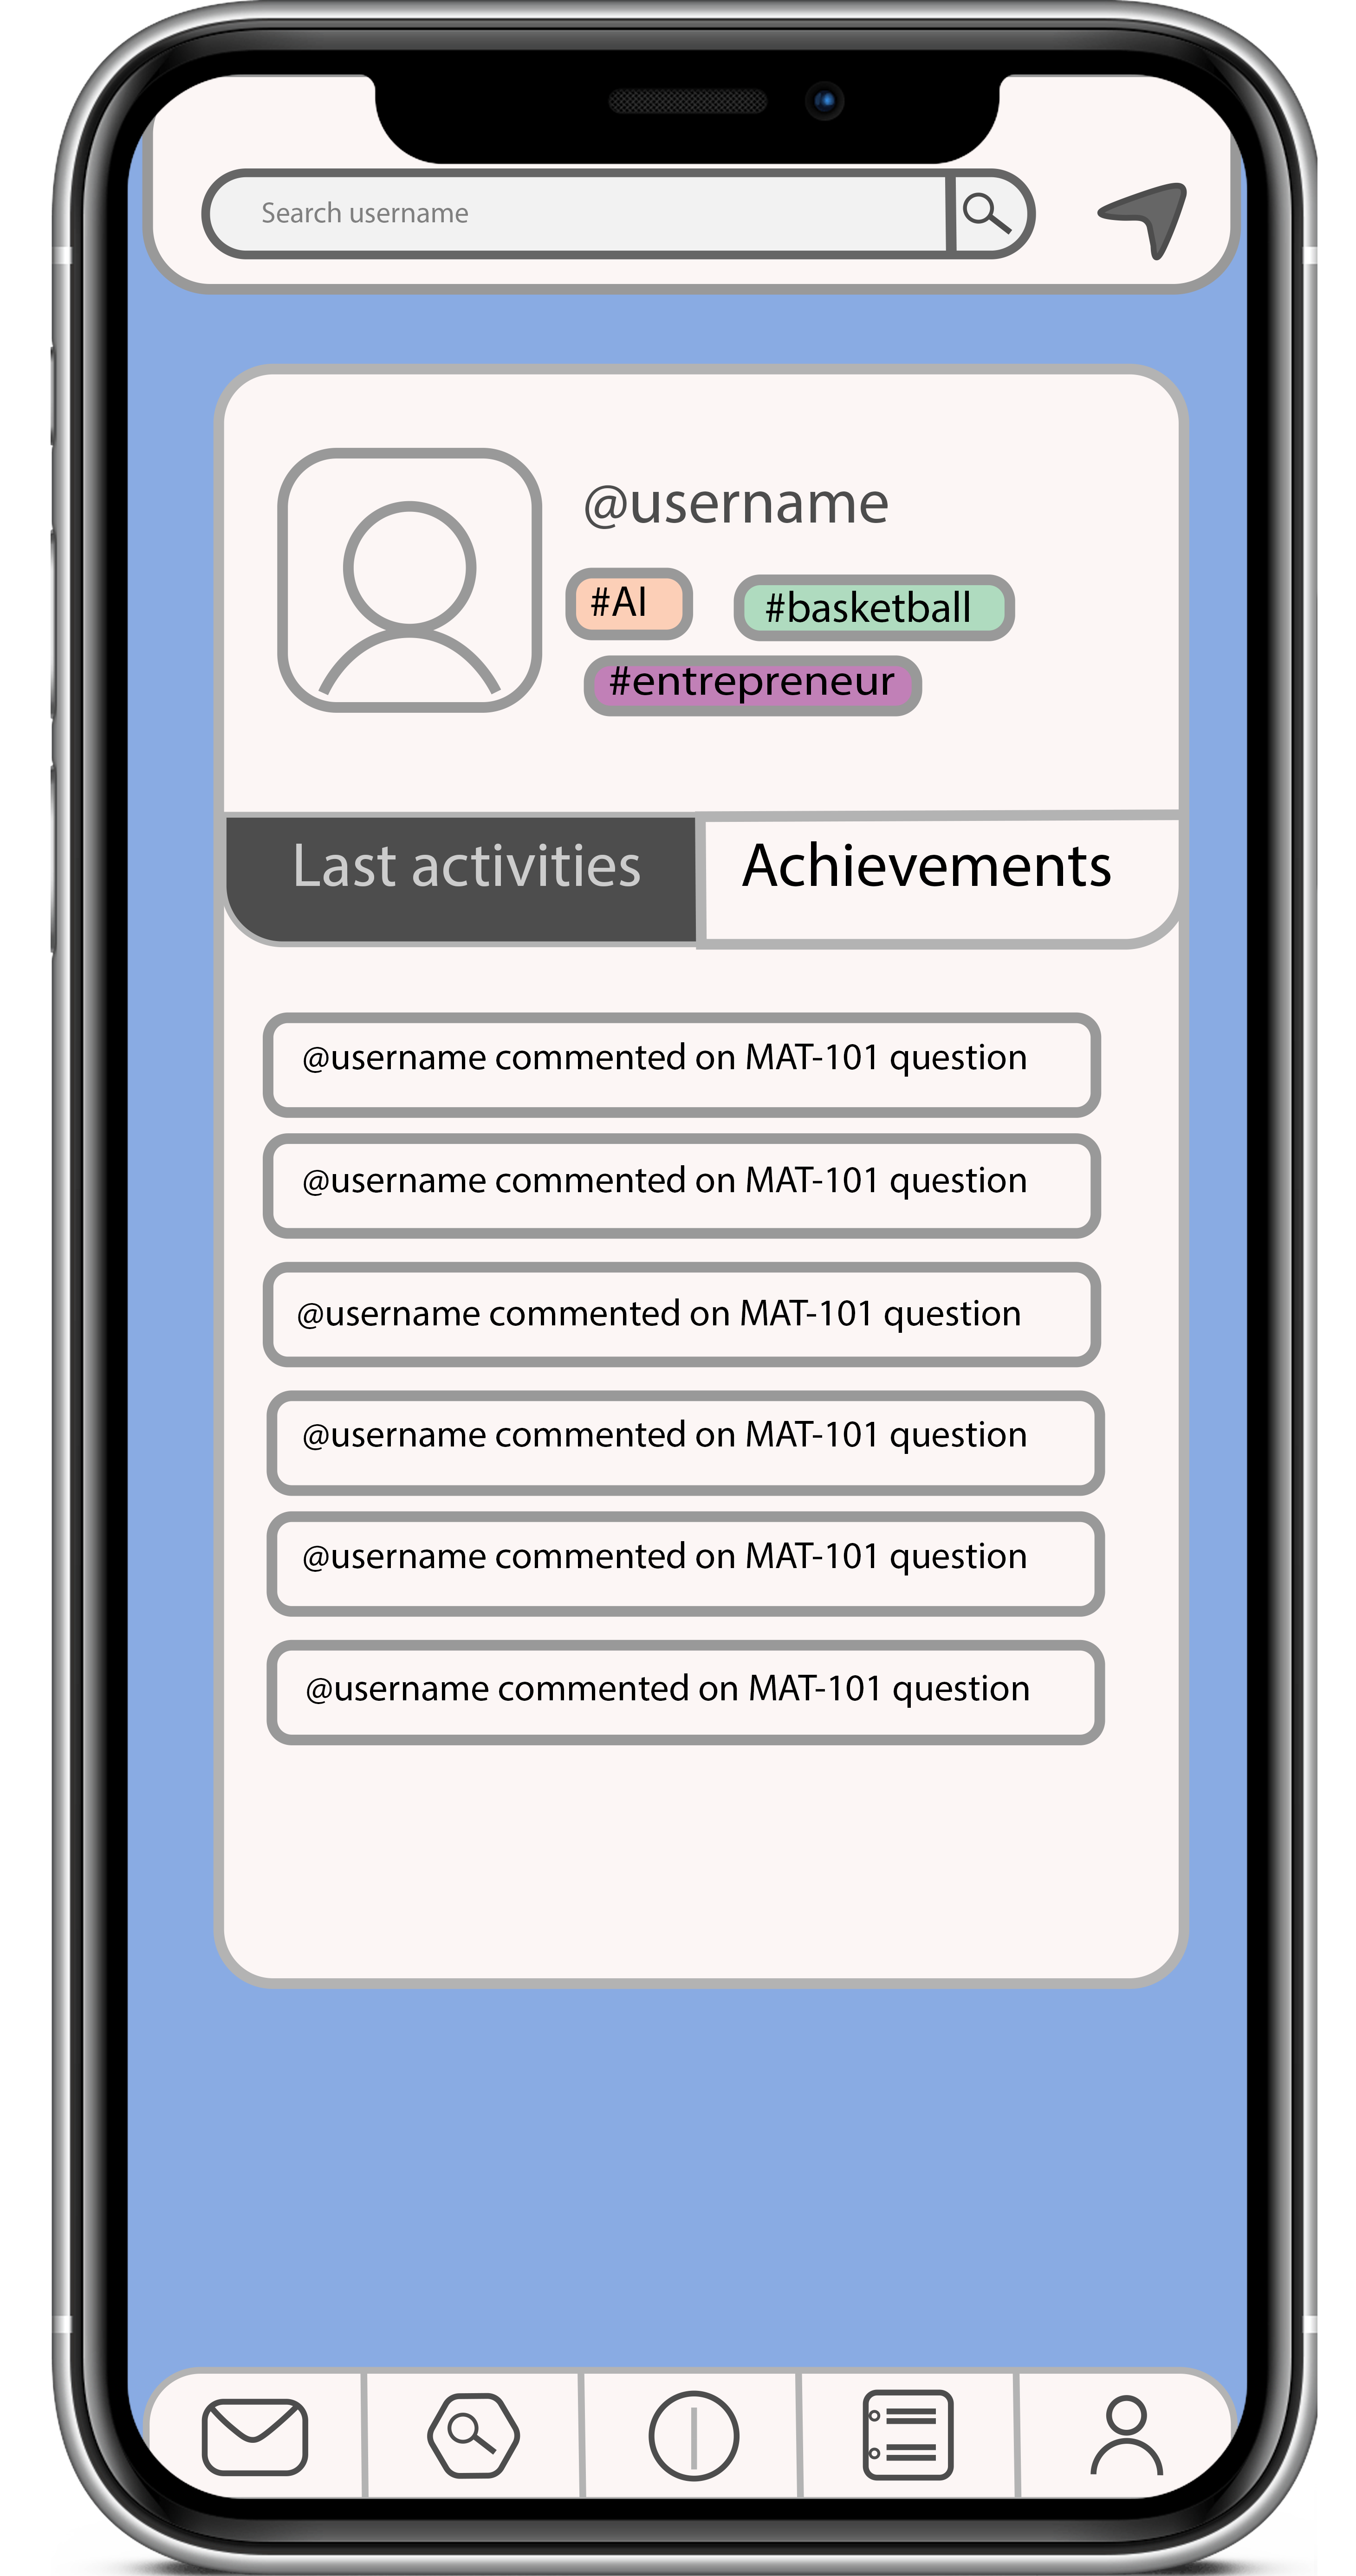 Search username
@username
#AI #basketball
#entrepreneur
Last activities Achievements
@username commented on MAT-101 question
@username commented on MAT-101 question
@username commented on MAT-101 question
@username commented on MAT-101 question
@username commented on MAT-101 question
@username commented on MAT-101 question